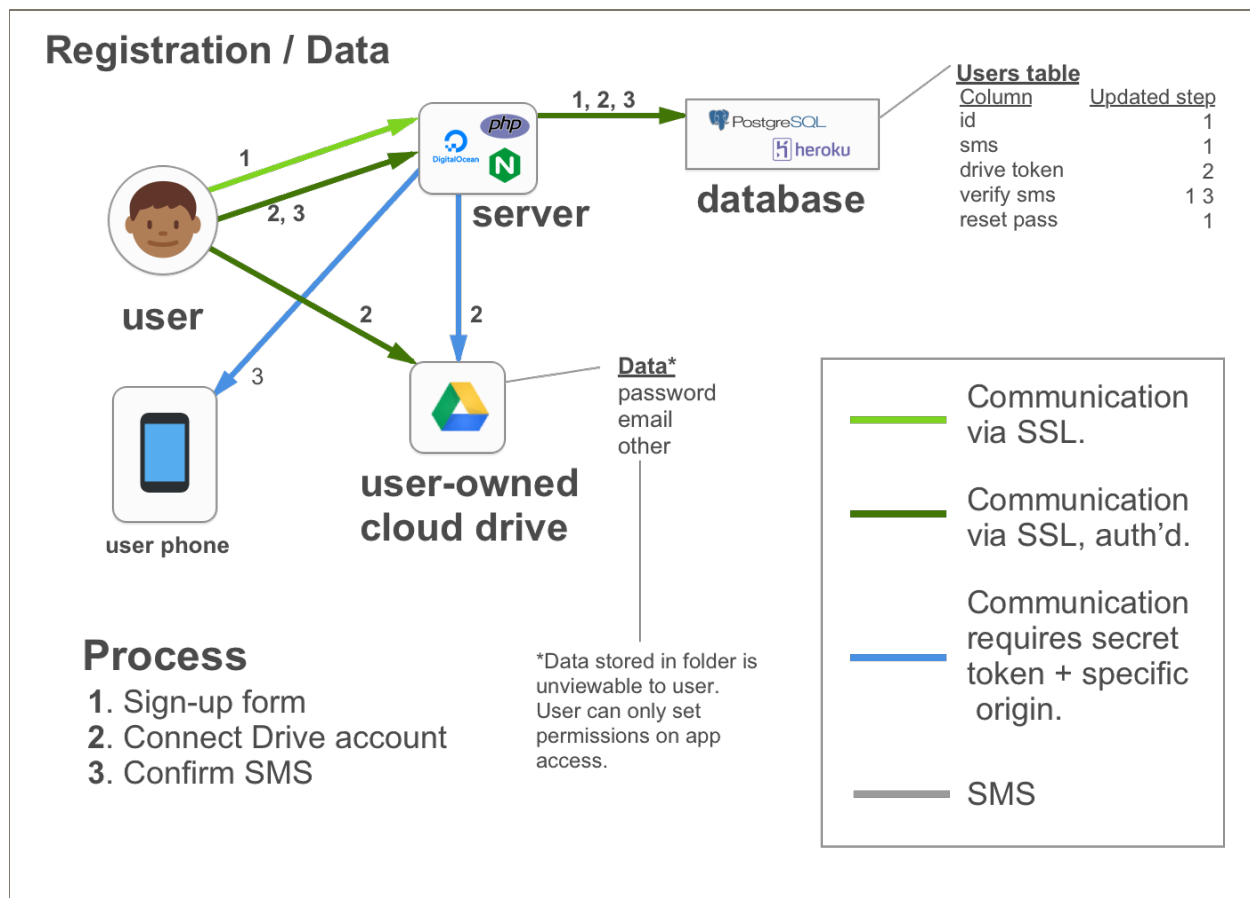 Registration / Data
Users table
Column Updated step
id 1
sms 1
drive token 2
verify sms 1 3
reset pass 1
1, 2, 3
php
DigitalOcean
N
PostgreSQL
heroku
server
database
1
2, 3
user
2
2
3
user phone
user-owned
cloud drive
Data*
password
email
other
*Data stored in folder is
unviewable to user.
User can only set
permissions on app
access.
Process
1. Sign-up form
2. Connect Drive account
3. Confirm SMS
Communication
via SSL.
Communication
via SSL, auth’d.
Communication
requires secret
token + specific
origin.
SMS